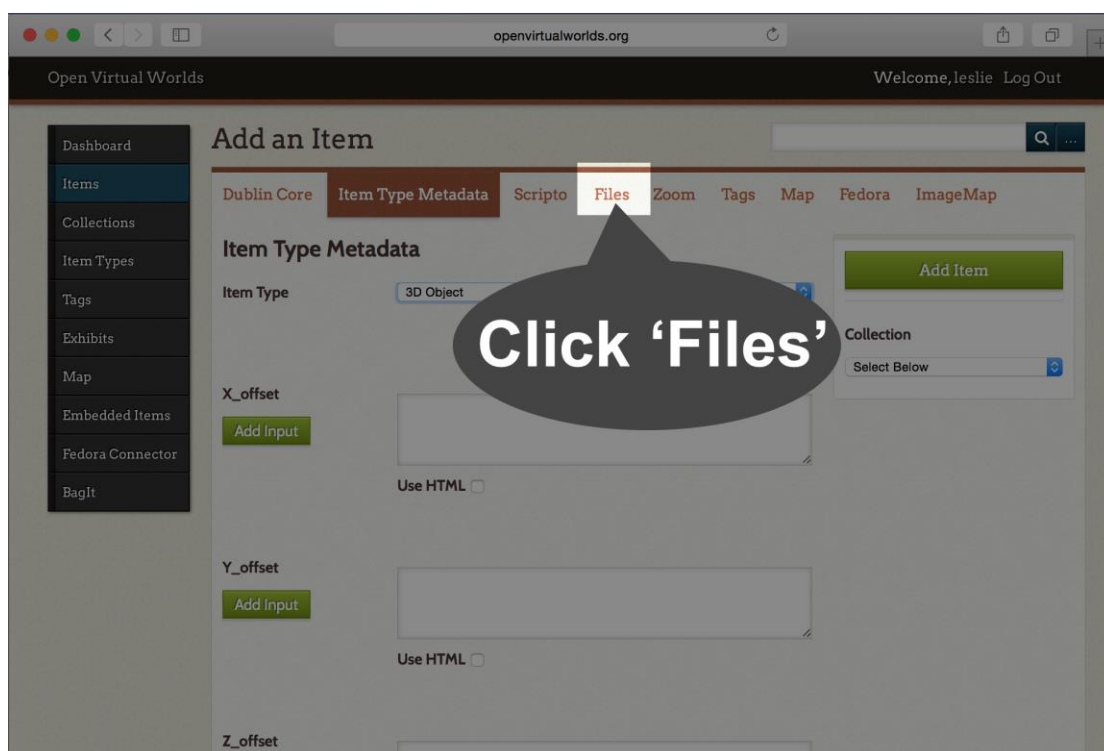 openvirtualworlds.org
Open Virtual Worlds
Welcome, leslie Log Out
Dashboard
Items
Collections
Item Types
Tags
Exhibits
Map
Embedded Items
Fedora Connector
BagIt
Add an Item
...
Dublin Core Item Type Metadata Scripto Files Zoom Tags Map Fedora ImageMap
Item Type Metadata
Item Type 3D Object
Click ‘Files’
X_offset
Add Input
Use HTML
Y_offset
Add Input
Use HTML
Z_offset
Add Item
Collection
Select Below